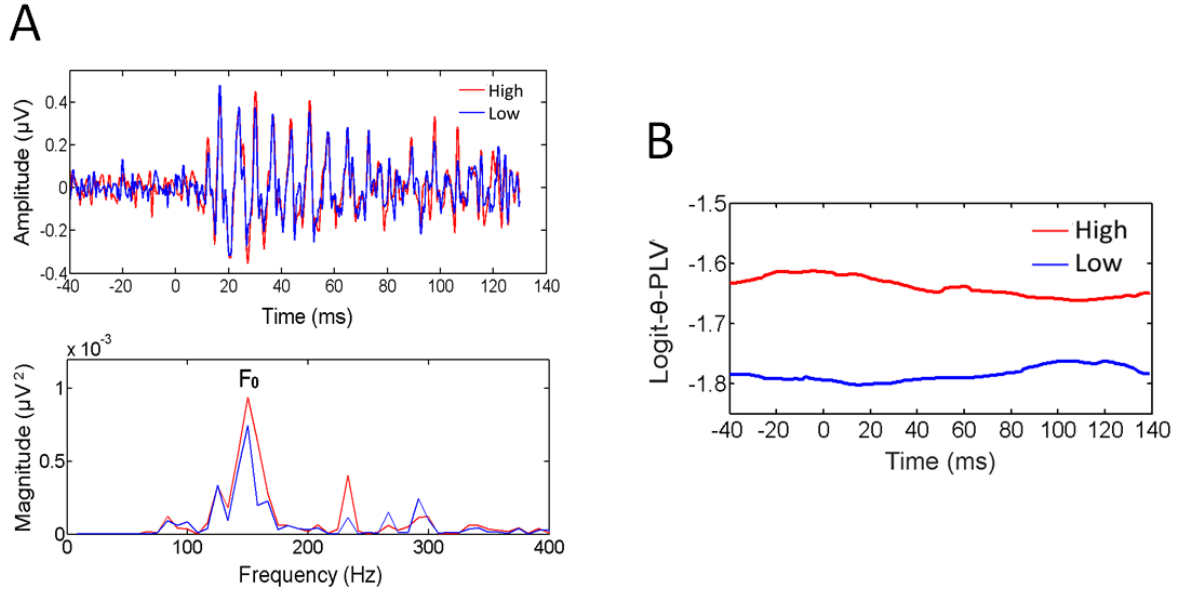 A
High
Low
Amplitude (µV)
0.4
0.2
0
-0.2
-0.4
-40 -20 0 20 40 60 80 100 120 140
Time (ms)
x 10⁻³
F₀
Magnitude (µV²)
1
0.5
0
0 100 200 300 400
Frequency (Hz)
B
High
Low
Logit-θ-PLV
-1.5
-1.6
-1.7
-1.8
-40 -20 0 20 40 60 80 100 120 140
Time (ms)